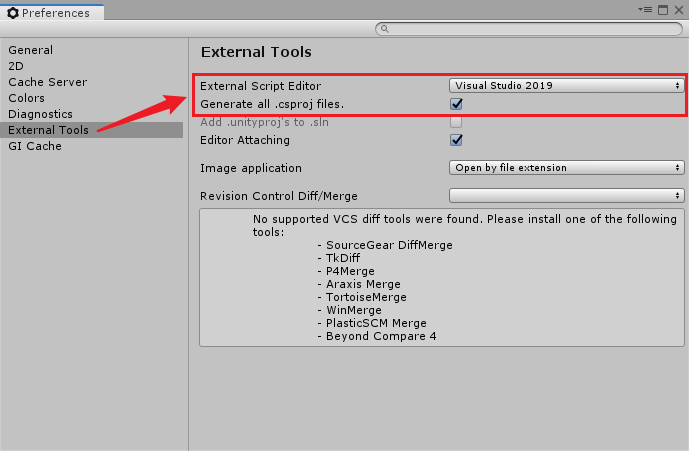 Preferences
General
2D
Cache Server
Colors
Diagnostics
External Tools
GI Cache
External Tools
External Script Editor Visual Studio 2019
Generate all .csproj files.
Add .unityproj's to .sln
Editor Attaching
Image application Open by file extension
Revision Control Diff/Merge
No supported VCS diff tools were found. Please install one of the following
tools:
- SourceGear DiffMerge
- TkDiff
- P4Merge
- Araxis Merge
- TortoiseMerge
- WinMerge
- PlasticSCM Merge
- Beyond Compare 4